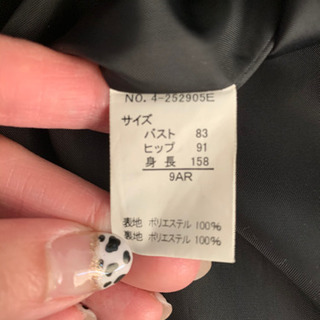 NO. 4-252905E
サイズ
バスト 83
ヒップ 91
身長 158
9AR
表地 ポリエステル 100%
裏地 ポリエステル 100%